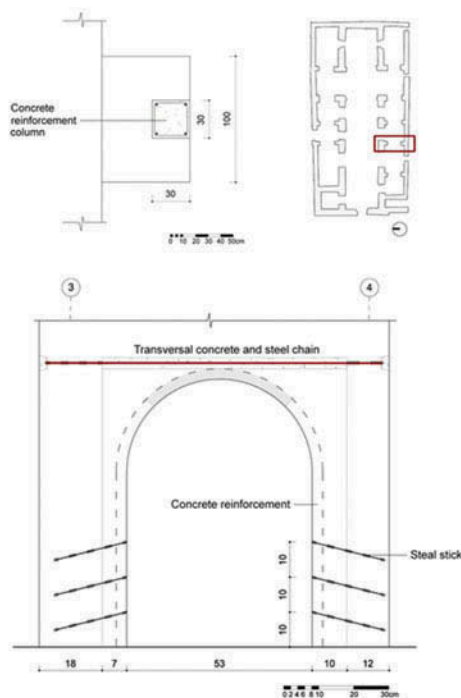 Concrete
reinforcement
column
30
100
30
0 10 20 30 40 50cm
3
4
Transversal concrete and steel chain
Concrete reinforcement
Steal stick
10
10
10
18
7
53
10
12
0 2 4 6 8 10 20 30cm